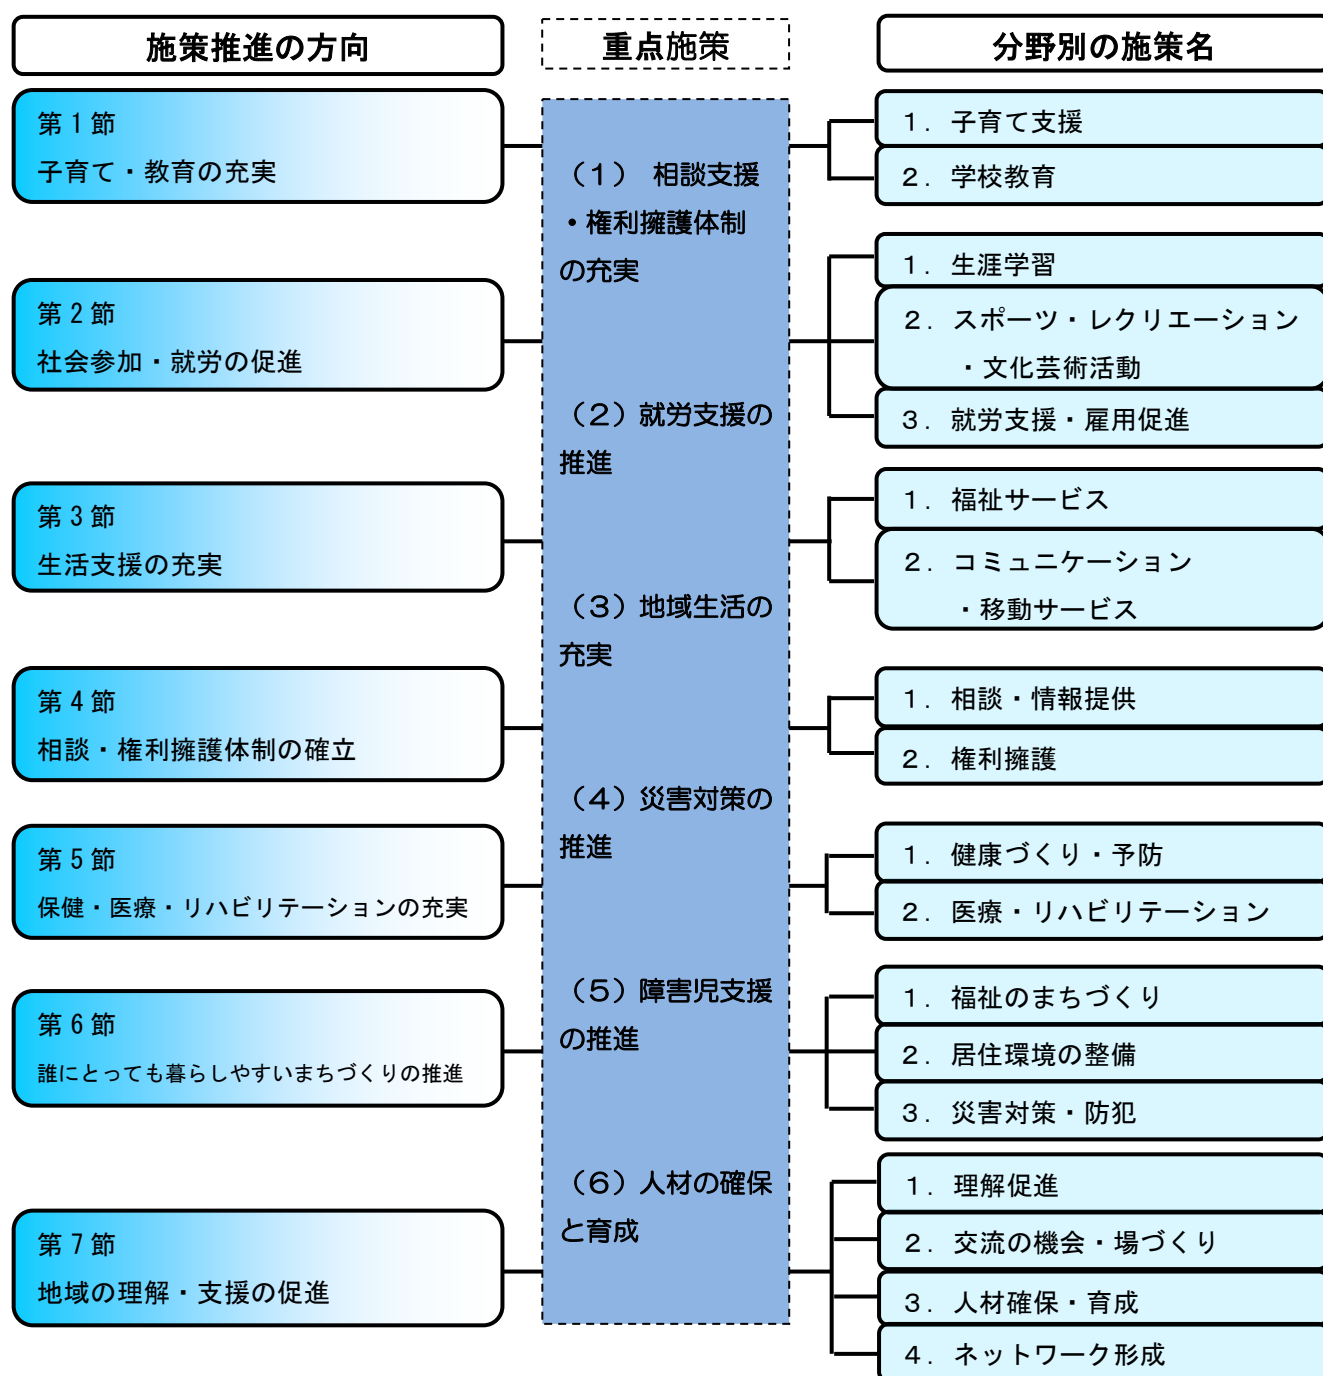 施策推進の方向
重点施策
分野別の施策名
第1節
子育て・教育の充実
第2節
社会参加・就労の促進
第3節
生活支援の充実
第4節
相談・権利擁護体制の確立
第5節
保健・医療・リハビリテーションの充実
第6節
誰にとっても暮らしやすいまちづくりの推進
第7節
地域の理解・支援の促進
（1） 相談支援
・権利擁護体制
の充実
（2）就労支援の
推進
（3）地域生活の
充実
（4）災害対策の
推進
（5）障害児支援
の推進
（6）人材の確保
と育成
1．子育て支援
2．学校教育
1．生涯学習
2．スポーツ・レクリエーション
・文化芸術活動
3．就労支援・雇用促進
1．福祉サービス
2．コミュニケーション
・移動サービス
1．相談・情報提供
2．権利擁護
1．健康づくり・予防
2．医療・リハビリテーション
1．福祉のまちづくり
2．居住環境の整備
3．災害対策・防犯
1．理解促進
2．交流の機会・場づくり
3．人材確保・育成
4．ネットワーク形成